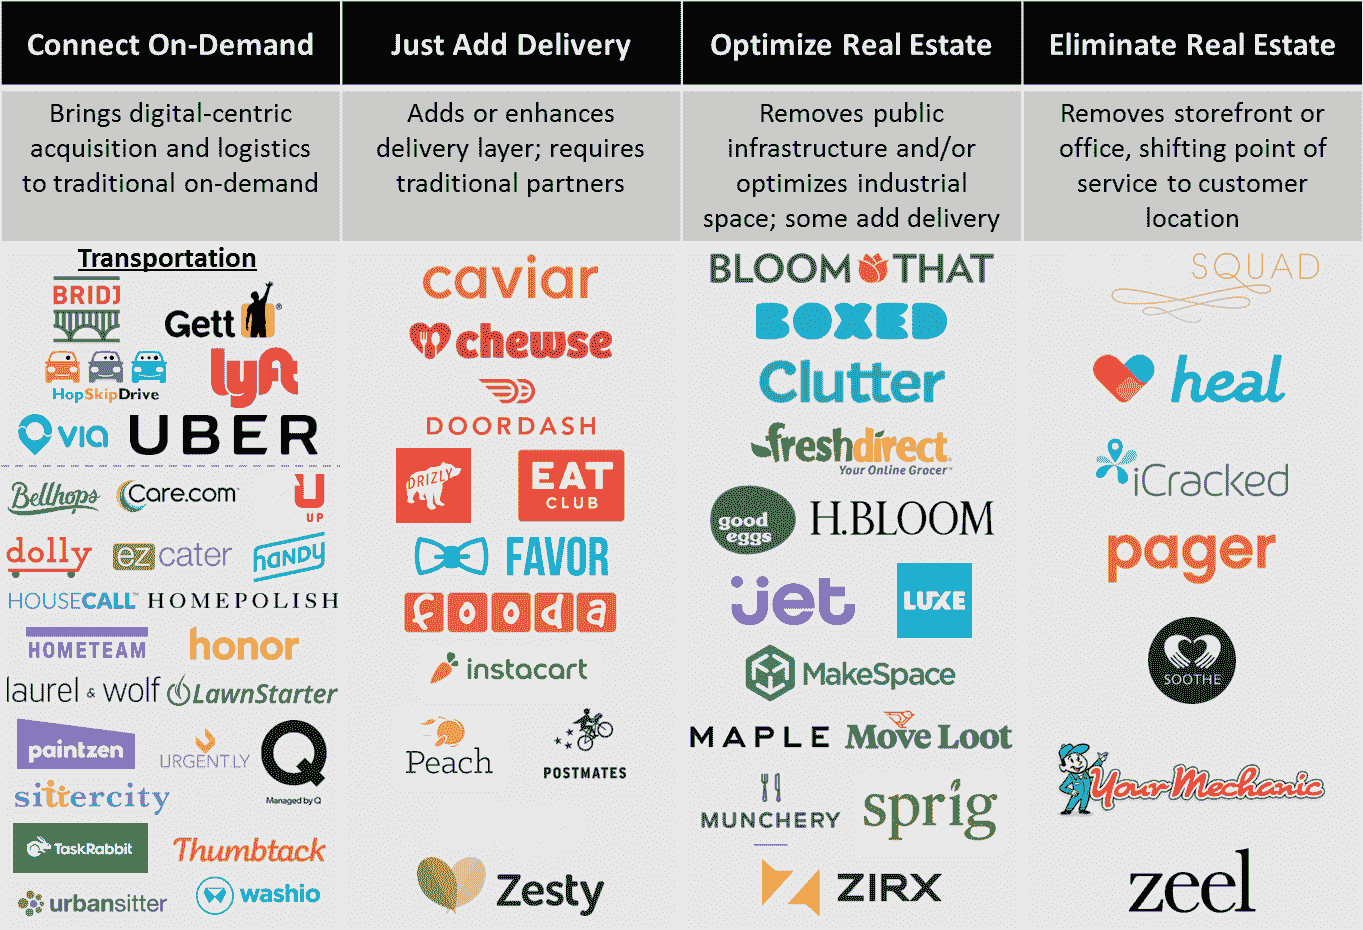 Connect On-Demand
Just Add Delivery
Optimize Real Estate
Eliminate Real Estate
Brings digital-centric
acquisition and logistics
to traditional on-demand
Adds or enhances
delivery layer; requires
traditional partners
Removes public
infrastructure and/or
optimizes industrial
space; some add delivery
Removes storefront or
office, shifting point of
service to customer
location
Transportation
BRIDJ
Gett®
HopSkipDrive
lyft
via
UBER
Bellhops
Care.com
UP
dolly
ezcater
HANDY
HOUSECALL™
HOMEPOLISH
HOMETEAM
honor
laurel & wolf
LawnStarter
paintzen
URGENT.LY
Q
Managed by Q
sittercity
TaskRabbit
Thumbtack
urbansitter
washio
caviar
chewse
DOORDASH
DRIZLY
EAT
CLUB
FAVOR
fooda
instacart
Peach
POSTMATES
Zesty
BLOOM THAT
BOXED
Clutter
freshdirect.
Your Online Grocer™
good
eggs
H.BLOOM
jet
LUXE
MakeSpace
MAPLE
Move Loot
MUNCHERY
sprig
ZIRX
SQUAD
heal
iCracked
pager
SOOTHE
YourMechanic
zeel